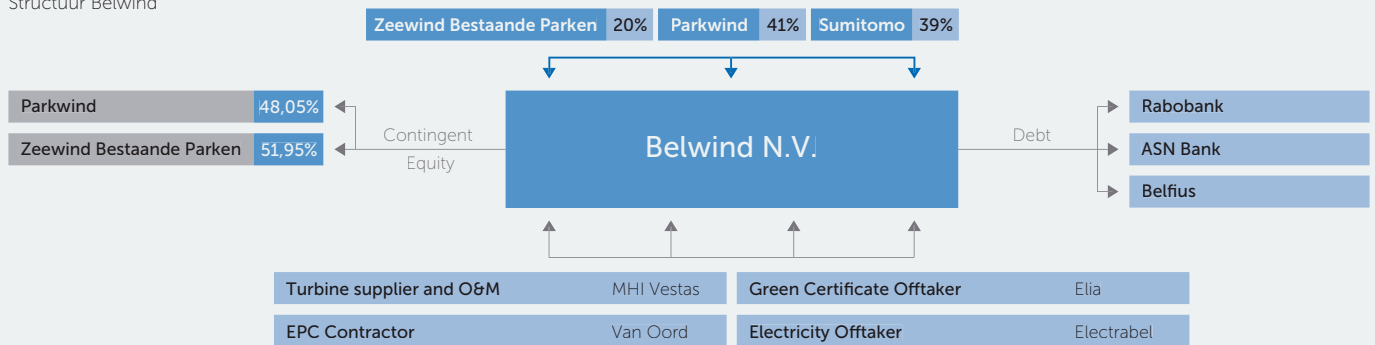 Structuur Belwind
Zeewind Bestaande Parken 20% Parkwind 41% Sumitomo 39%
Parkwind 48,05%
Zeewind Bestaande Parken 51,95%
Contingent
Equity
Belwind N.V.
Debt
Rabobank
ASN Bank
Belfius
Turbine supplier and O&M MHI Vestas Green Certificate Offtaker Elia
EPC Contractor Van Oord Electricity Offtaker Electrabel